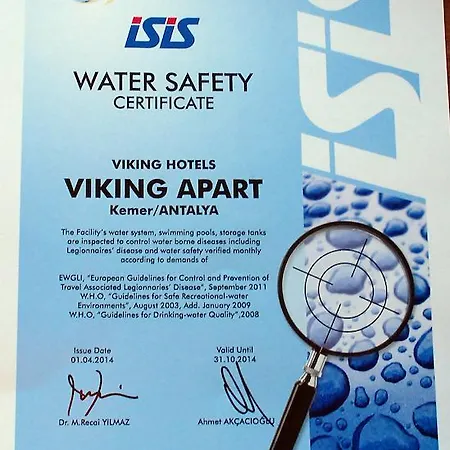 isis
WATER SAFETY
CERTIFICATE
VIKING HOTELS
VIKING APART
Kemer/ANTALYA
The Facility's water system, swimming pools, storage tanks
are inspected to control water borne diseases including
Legionnaires' disease and water safety verified monthly
according to demands of
EWGLI, "European Guidelines for Control and Prevention of
Travel Associated Legionnaires' Disease", September 2011
W.H.O, "Guidelines for Safe Recreational-water
Environments", August 2003, Add. January 2009
W.H.O, "Guidelines for Drinking-water Quality",2008
Issue Date
01.04.2014
Valid Until
31.10.2014
Dr. M.Recai YILMAZ
Ahmet AKÇACIOĞLU
isis